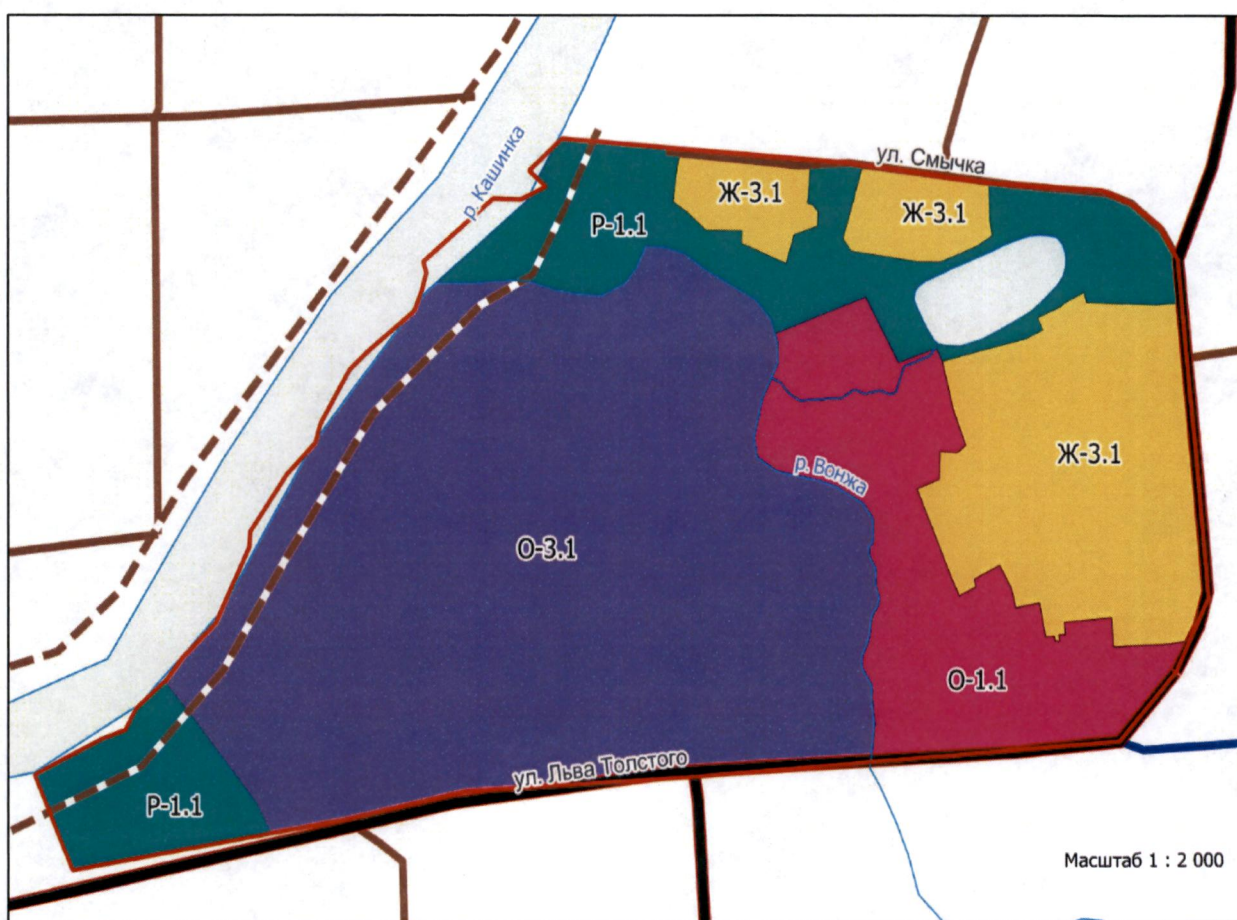 ул. Смычка
р. Кашинка
Ж-3.1
Ж-3.1
Р-1.1
Ж-3.1
р. Вонжа
О-3.1
О-1.1
ул. Льва Толстого
Р-1.1
Масштаб 1 : 2 000